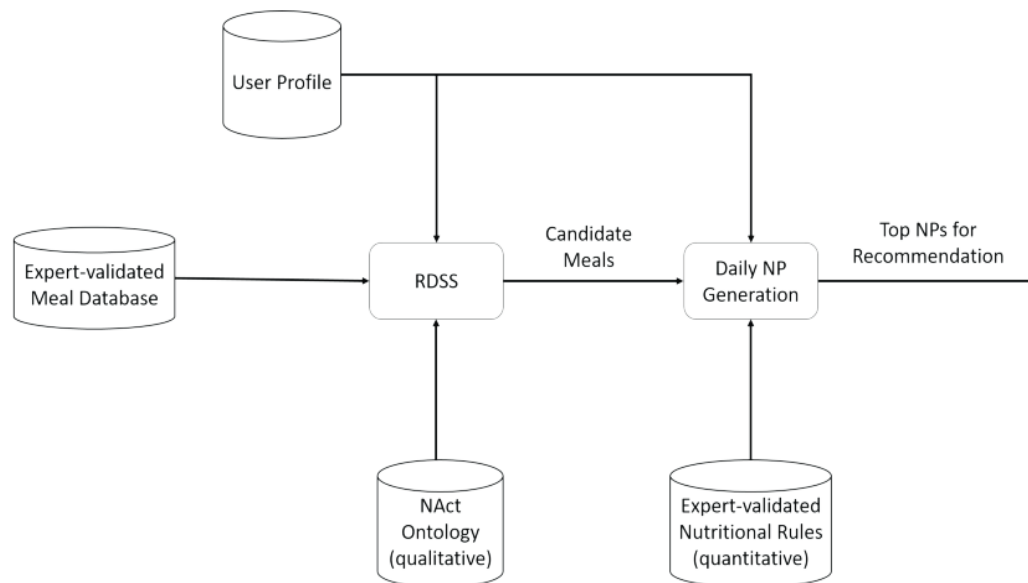 User Profile
Expert-validated
Meal Database
RDSS
Candidate
Meals
Daily NP
Generation
Top NPs for
Recommendation
NAct
Ontology
(qualitative)
Expert-validated
Nutritional Rules
(quantitative)